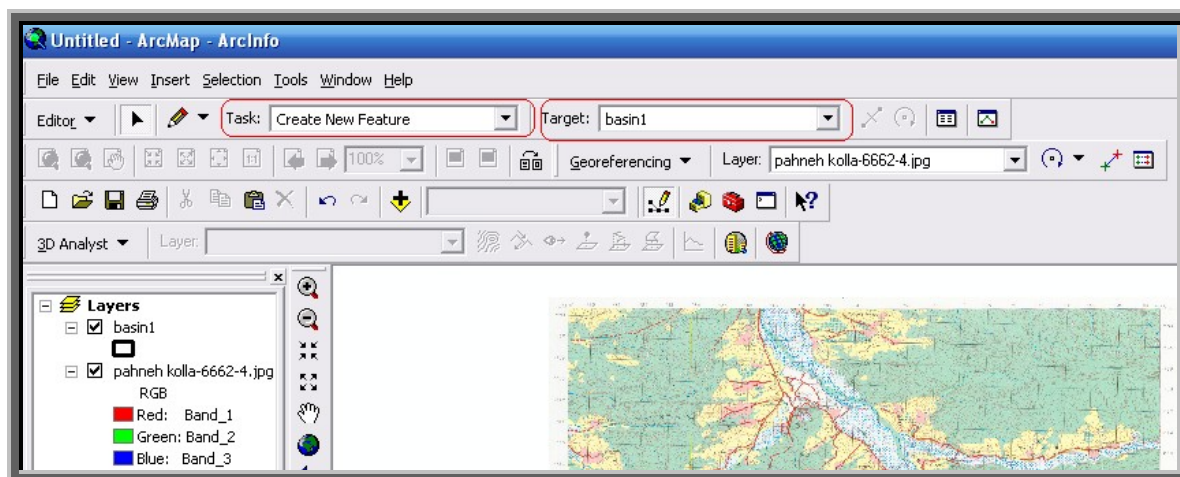 Untitled - ArcMap - ArcInfo
File Edit View Insert Selection Tools Window Help
Editor Task: Create New Feature Target: basin1
100% Georeferencing Layer: pahneh kolla-6662-4.jpg
3D Analyst Layer:
Layers
basin1
pahneh kolla-6662-4.jpg
RGB
Red: Band_1
Green: Band_2
Blue: Band_3